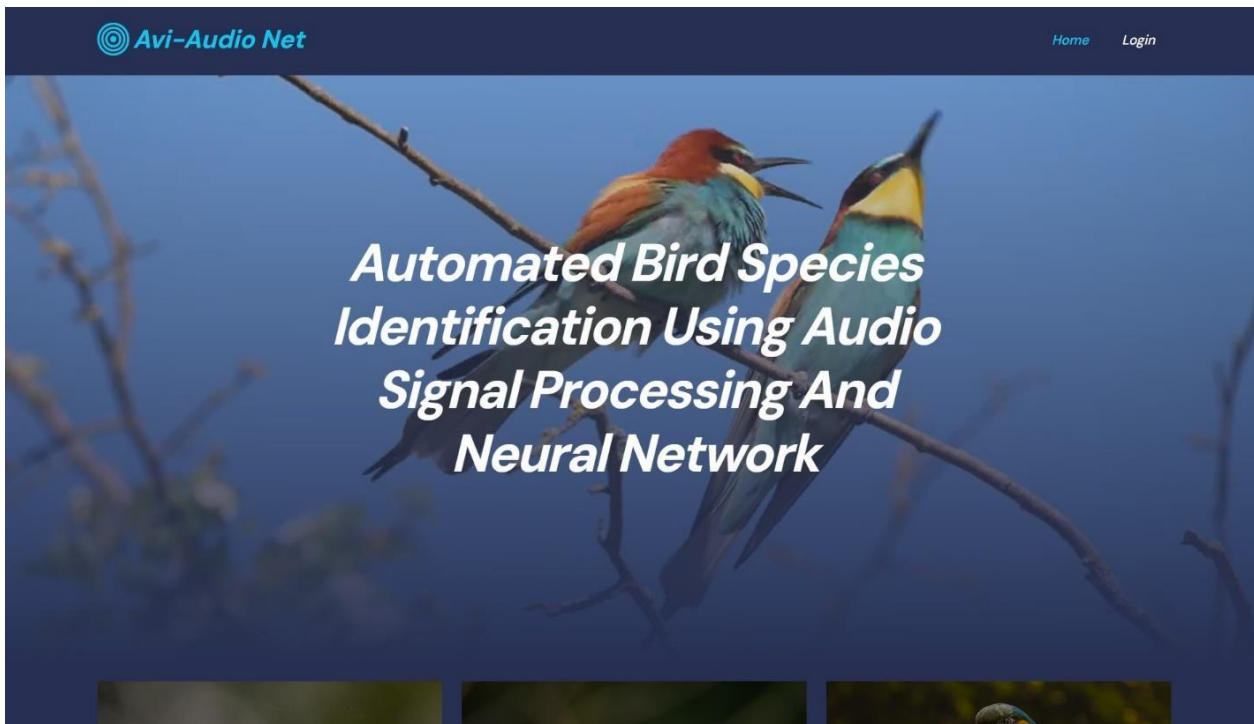 Avi-Audio Net
Home
Login
Automated Bird Species
Identification Using Audio
Signal Processing And
Neural Network